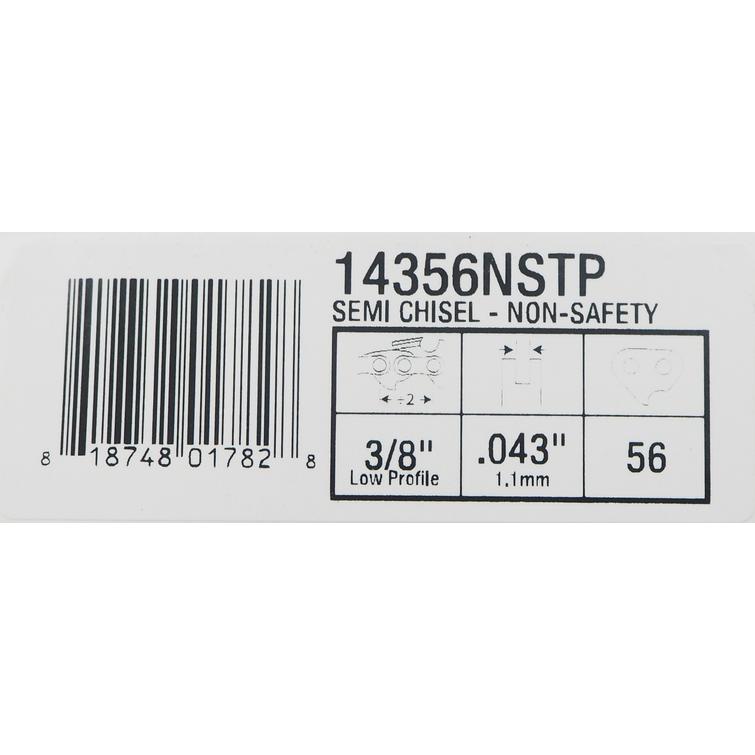 14356NSTP
SEMI CHISEL - NON-SAFETY
÷2
3/8"
Low Profile
.043"
1.1mm
56
8 18748 01782 8